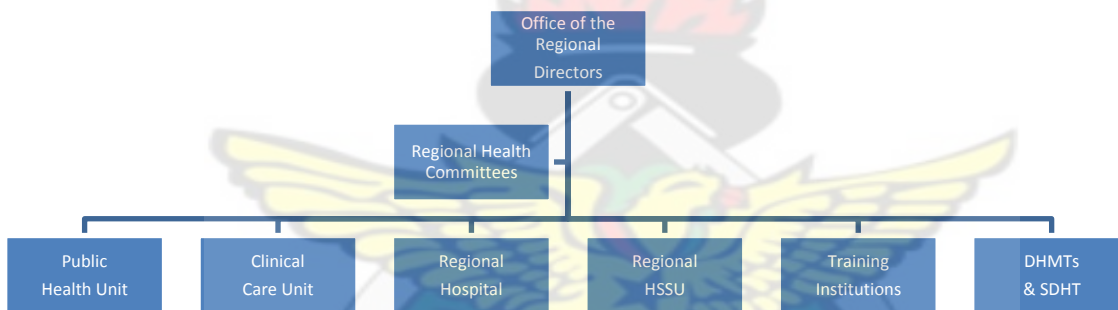 Office of the
Regional
Directors
Regional Health
Committees
Public
Health Unit
Clinical
Care Unit
Regional
Hospital
Regional
HSSU
Training
Institutions
DHMTs
& SDHT